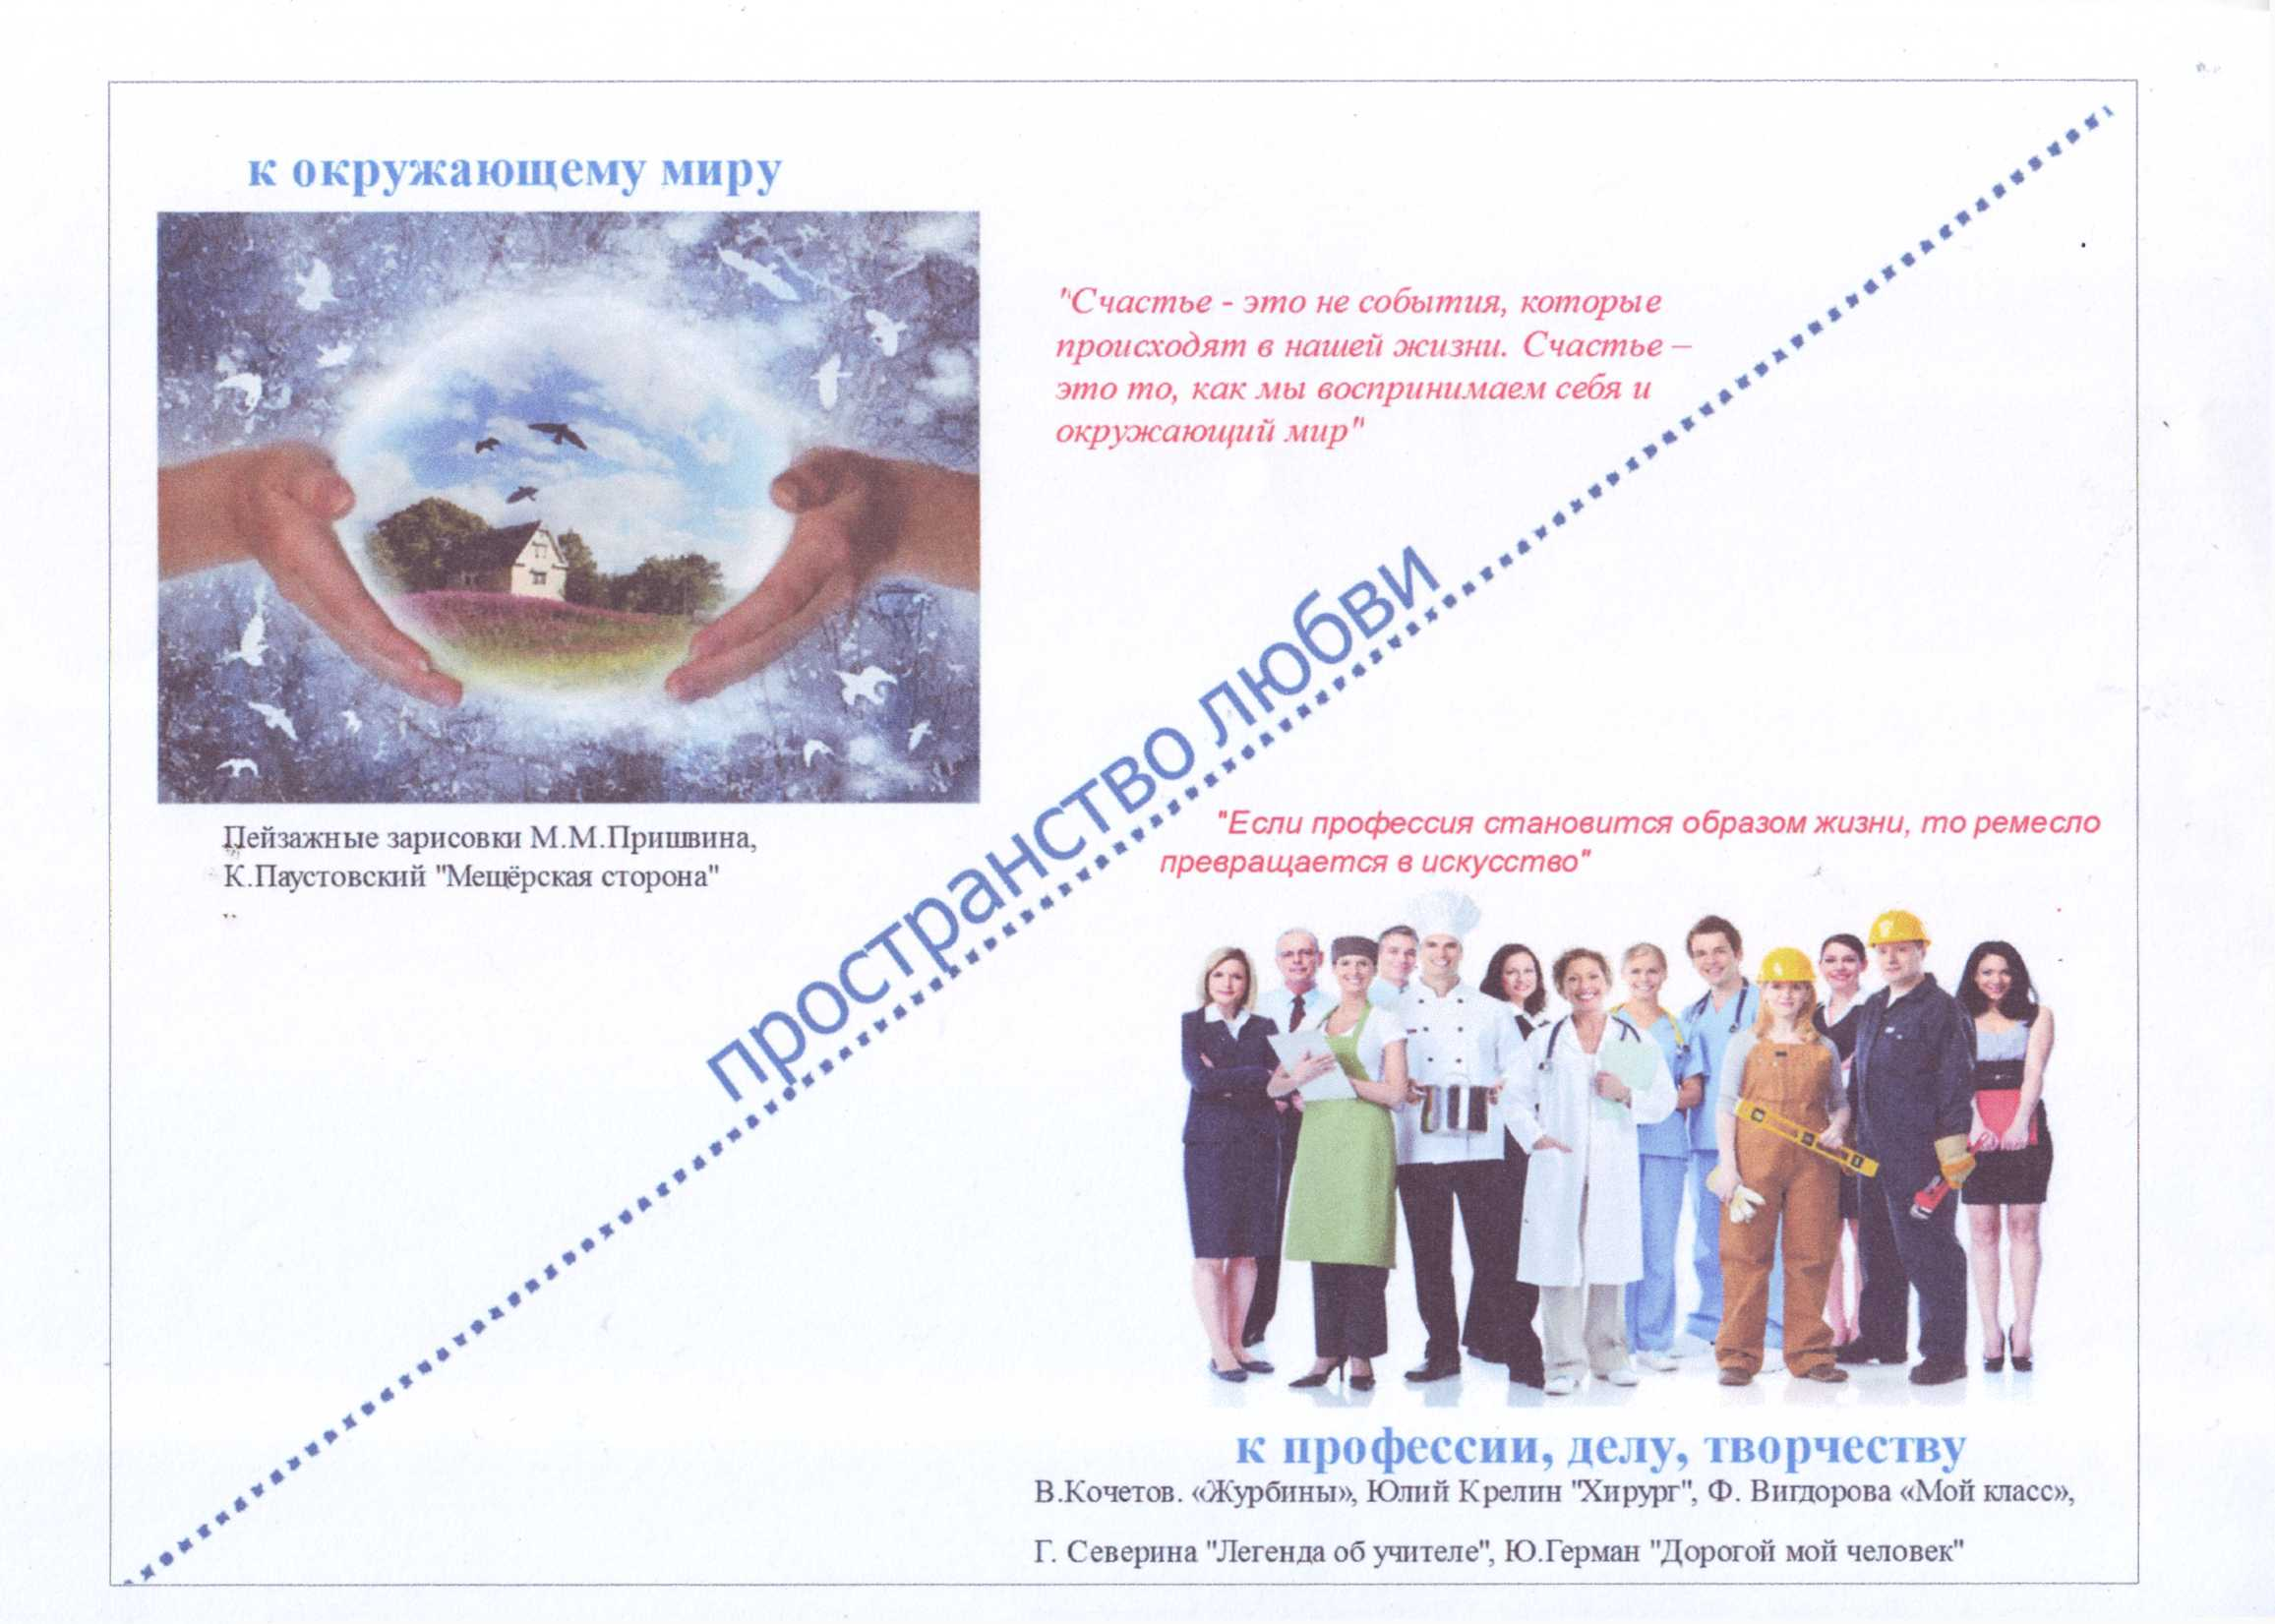 к окружающему миру
"Счастье - это не события, которые
происходят в нашей жизни. Счастье –
это то, как мы воспринимаем себя и
окружающий мир"
Пейзажные зарисовки М.М.Пришвина,
К.Паустовский "Мещёрская сторона"
пространство любви
"Если профессия становится образом жизни, то ремесло
превращается в искусство"
к профессии, делу, творчеству
В.Кочетов. «Журбины», Юлий Крелин "Хирург", Ф. Вигдорова «Мой класс»,
Г. Северина "Легенда об учителе", Ю.Герман "Дорогой мой человек"